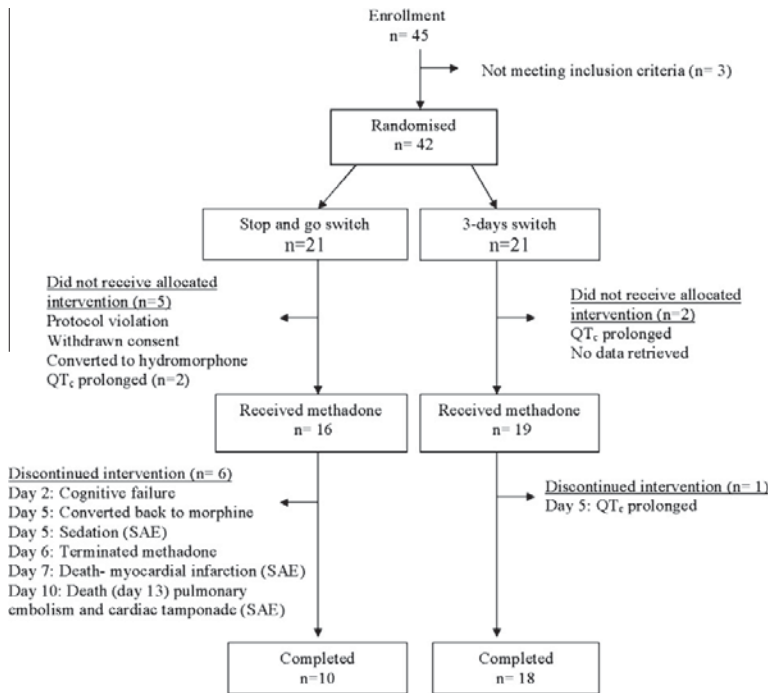 Enrollment
n= 45
Not meeting inclusion criteria (n= 3)
Randomised
n= 42
Stop and go switch
n=21
3-days switch
n=21
Did not receive allocated
intervention (n=5)
Protocol violation
Withdrawn consent
Converted to hydromorphone
QTc prolonged (n=2)
Did not receive allocated
intervention (n=2)
QTc prolonged
No data retrieved
Received methadone
n= 16
Received methadone
n= 19
Discontinued intervention (n= 6)
Day 2: Cognitive failure
Day 5: Converted back to morphine
Day 5: Sedation (SAE)
Day 6: Terminated methadone
Day 7: Death- myocardial infarction (SAE)
Day 10: Death (day 13) pulmonary
embolism and cardiac tamponade (SAE)
Discontinued intervention (n= 1)
Day 5: QTc prolonged
Completed
n=10
Completed
n= 18